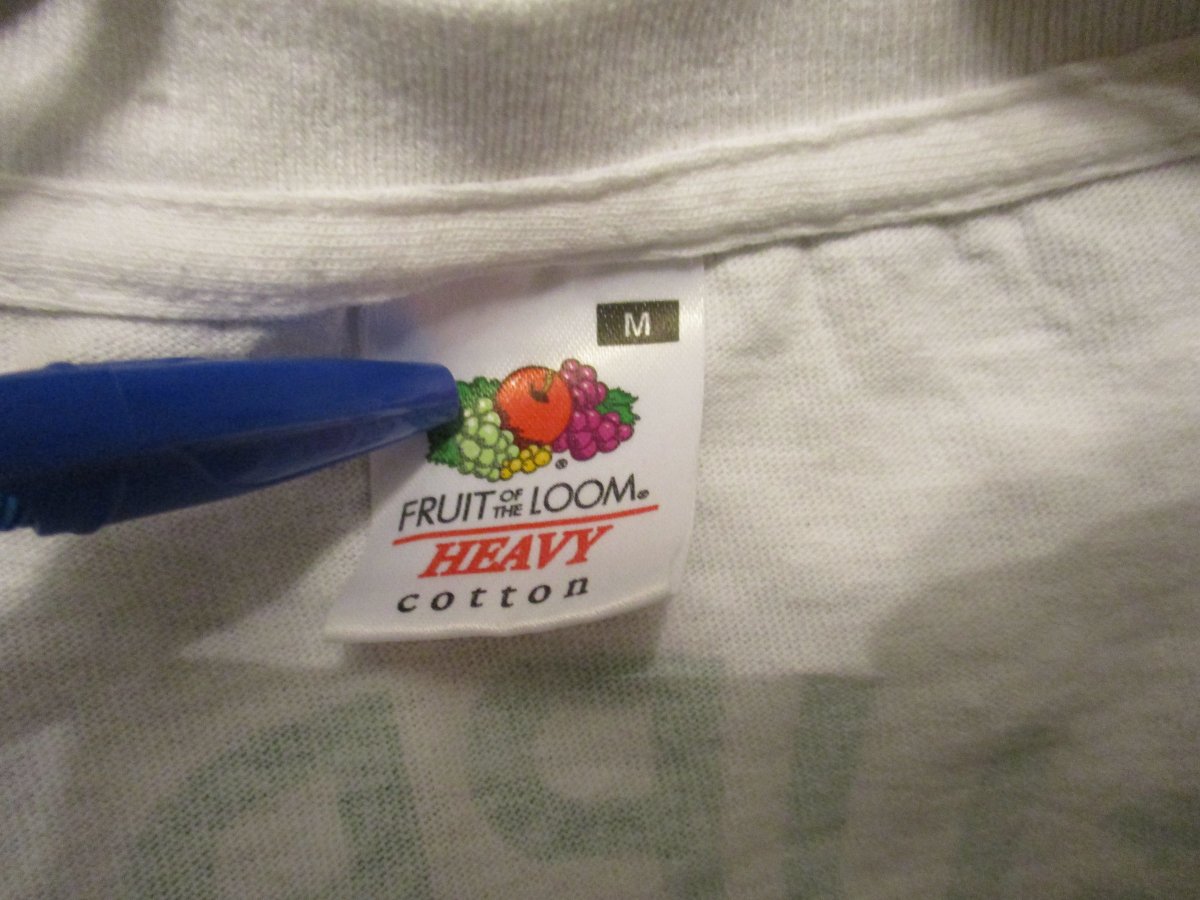 M
®
FRUIT OF THE LOOM®
HEAVY
cotton